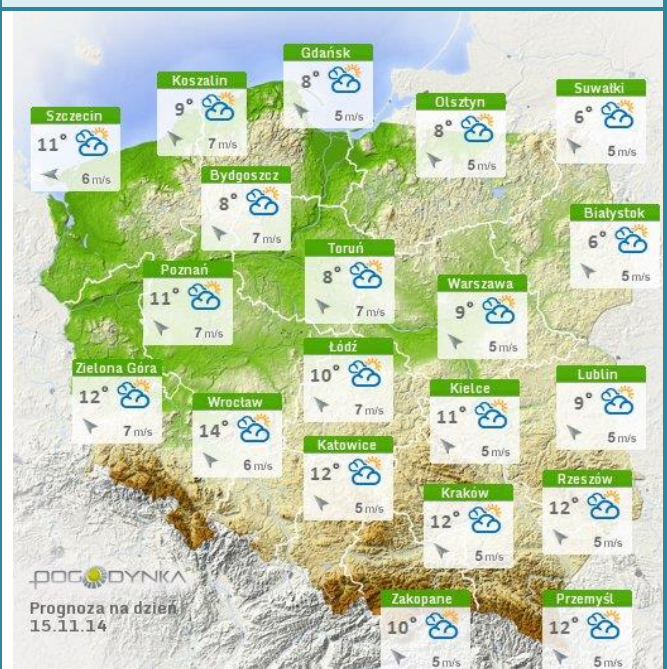 Gdańsk
8°
5 m/s
Koszalin
9°
7 m/s
Suwałki
6°
5 m/s
Olsztyn
8°
5 m/s
Szczecin
11°
6 m/s
Bydgoszcz
8°
7 m/s
Białystok
6°
5 m/s
Toruń
8°
7 m/s
Poznań
11°
7 m/s
Warszawa
9°
5 m/s
Łódź
10°
7 m/s
Zielona Góra
12°
7 m/s
Lublin
9°
5 m/s
Kielce
11°
5 m/s
Wrocław
14°
6 m/s
Katowice
12°
5 m/s
Rzeszów
12°
5 m/s
Kraków
12°
5 m/s
POGODYNKA
Prognoza na dzień
15.11.14
Zakopane
10°
5 m/s
Przemyśl
12°
5 m/s